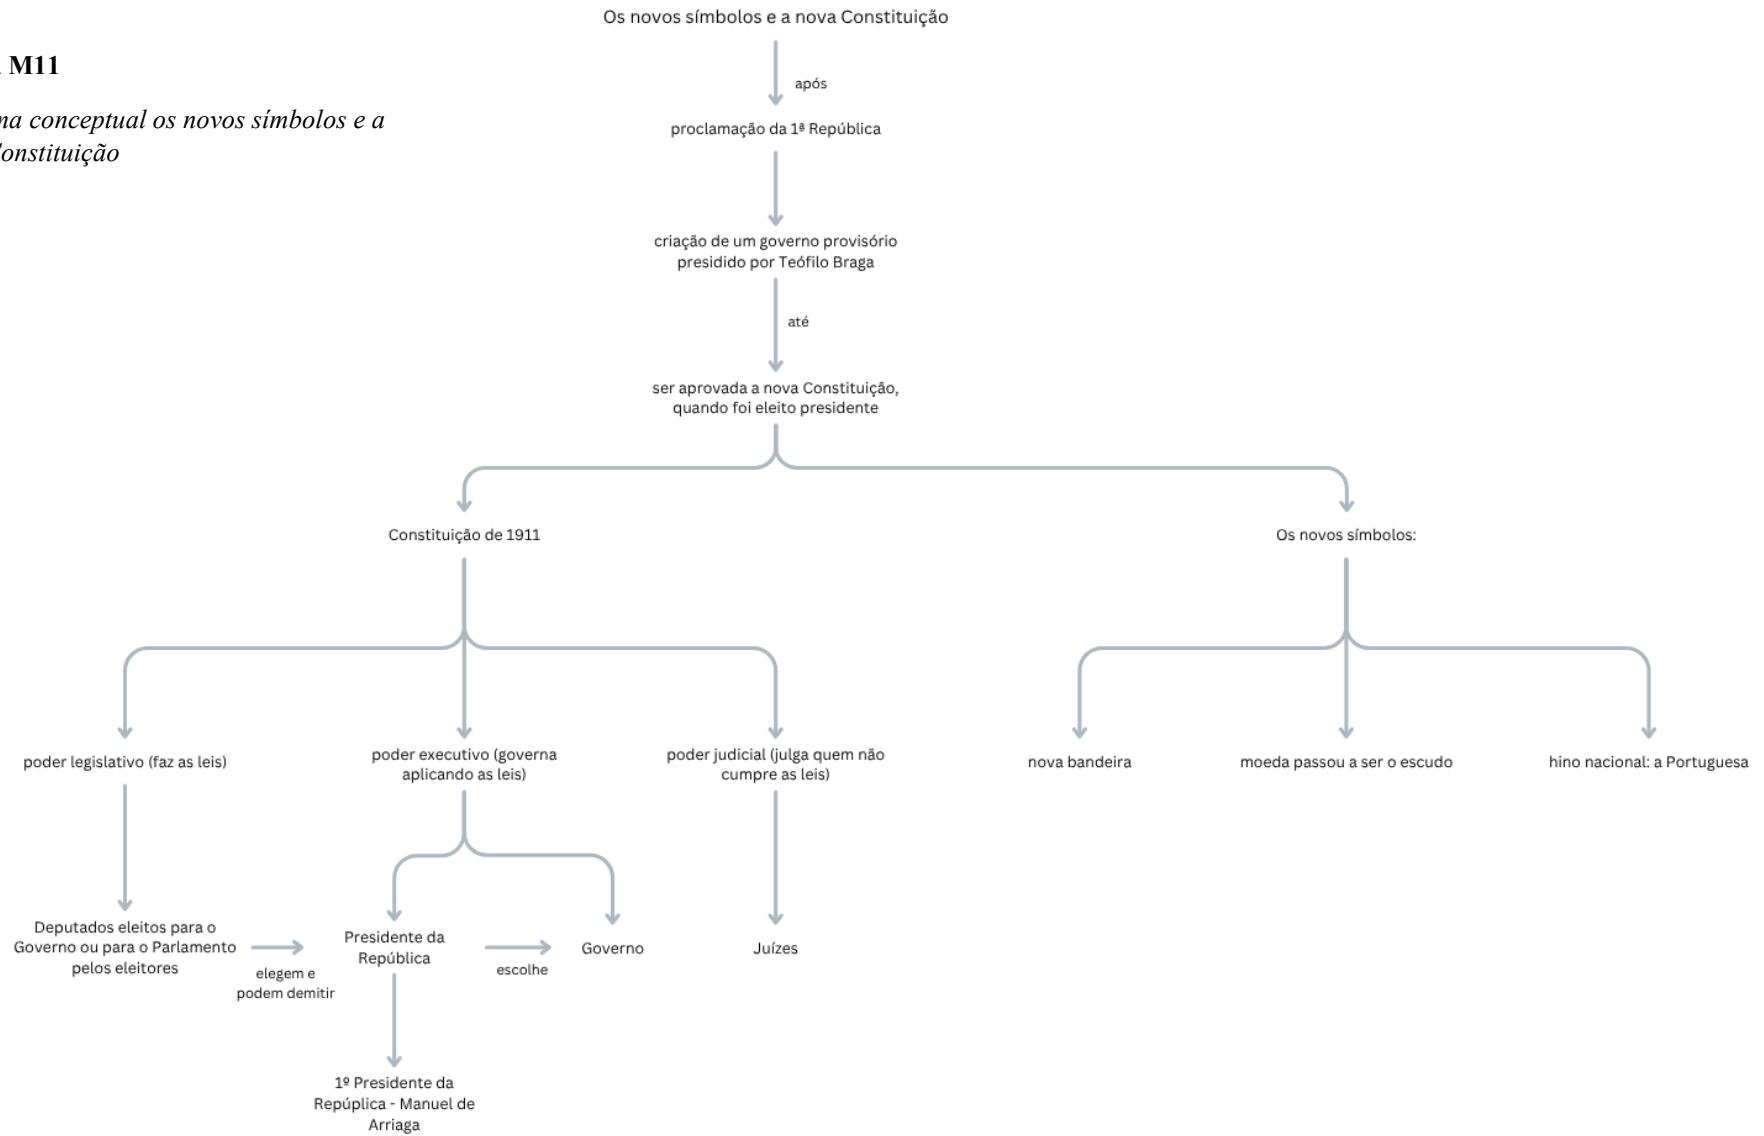 Os novos símbolos e a nova Constituição
M11
conceptual os novos símbolos e a
após
proclamação da 1ª República
criação de um governo provisório
presidido por Teófilo Braga
até
ser aprovada a nova Constituição,
quando foi eleito presidente
Constituição de 1911
Os novos símbolos:
poder legislativo (faz as leis)
poder executivo (governa
aplicando as leis)
poder judicial (julga quem não
cumpre as leis)
nova bandeira
moeda passou a ser o escudo
hino nacional: a Portuguesa
Deputados eleitos para o
Governo ou para o Parlamento
pelos eleitores
elegem e
podem demitir
Presidente da
República
escolhe
Governo
Juízes
1º Presidente da
Repúplica - Manuel de
Arriaga